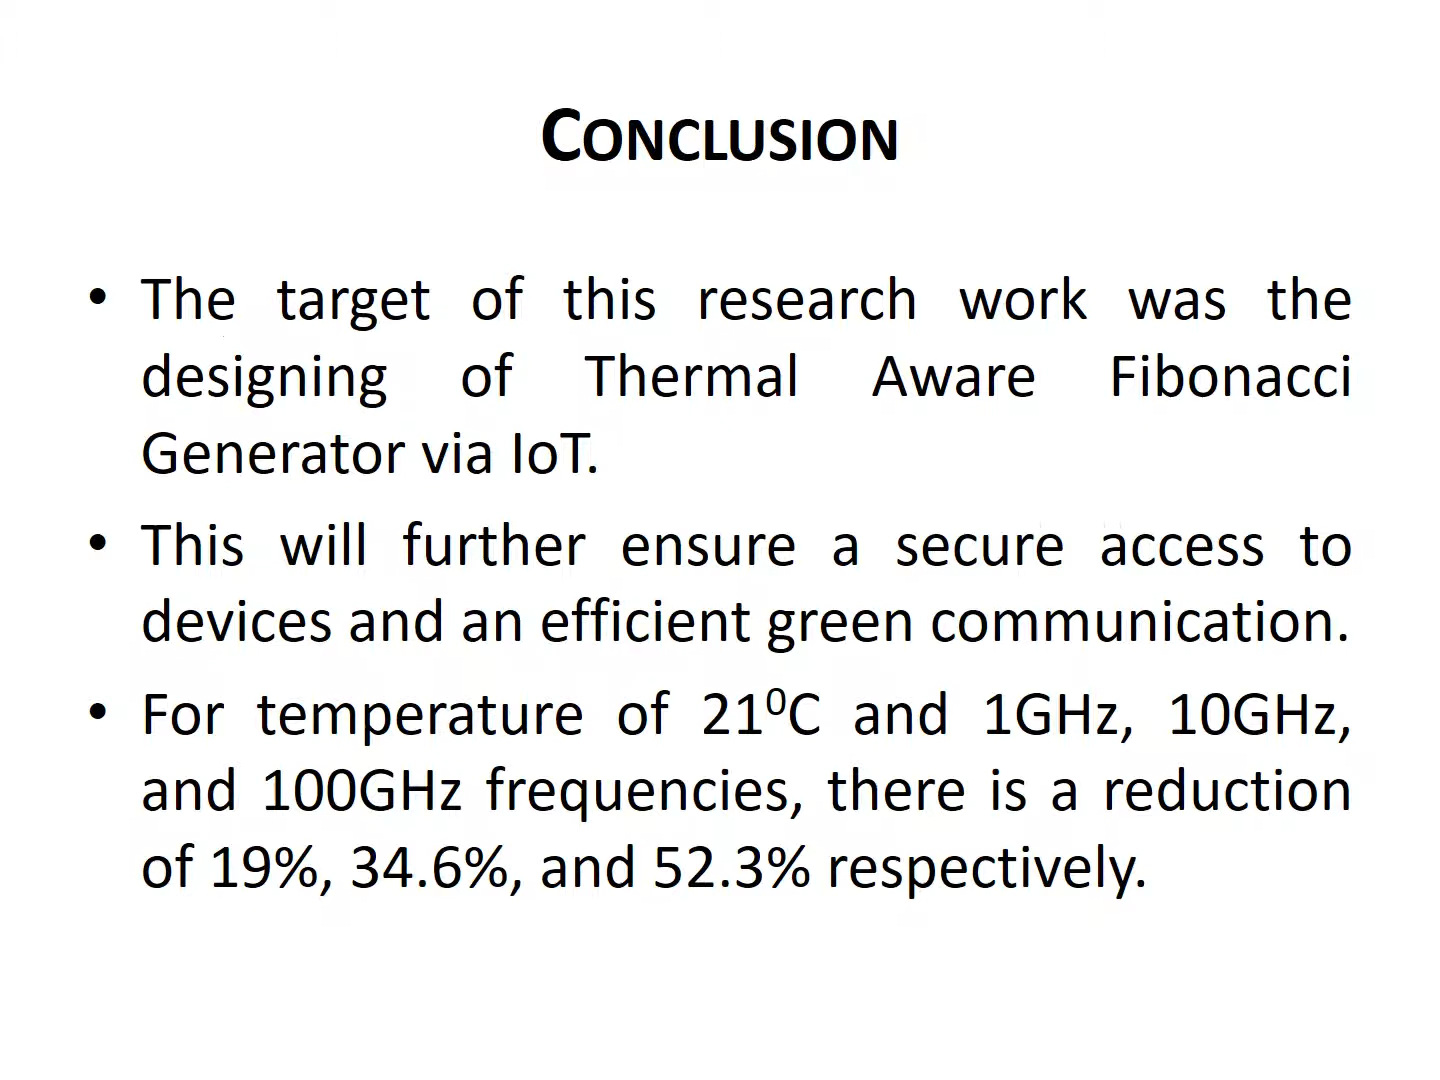 CONCLUSION
• The target of this research work was the
designing of Thermal Aware Fibonacci
Generator via IoT.
• This will further ensure a secure access to
devices and an efficient green communication.
• For temperature of 21⁰C and 1GHz, 10GHz,
and 100GHz frequencies, there is a reduction
of 19%, 34.6%, and 52.3% respectively.